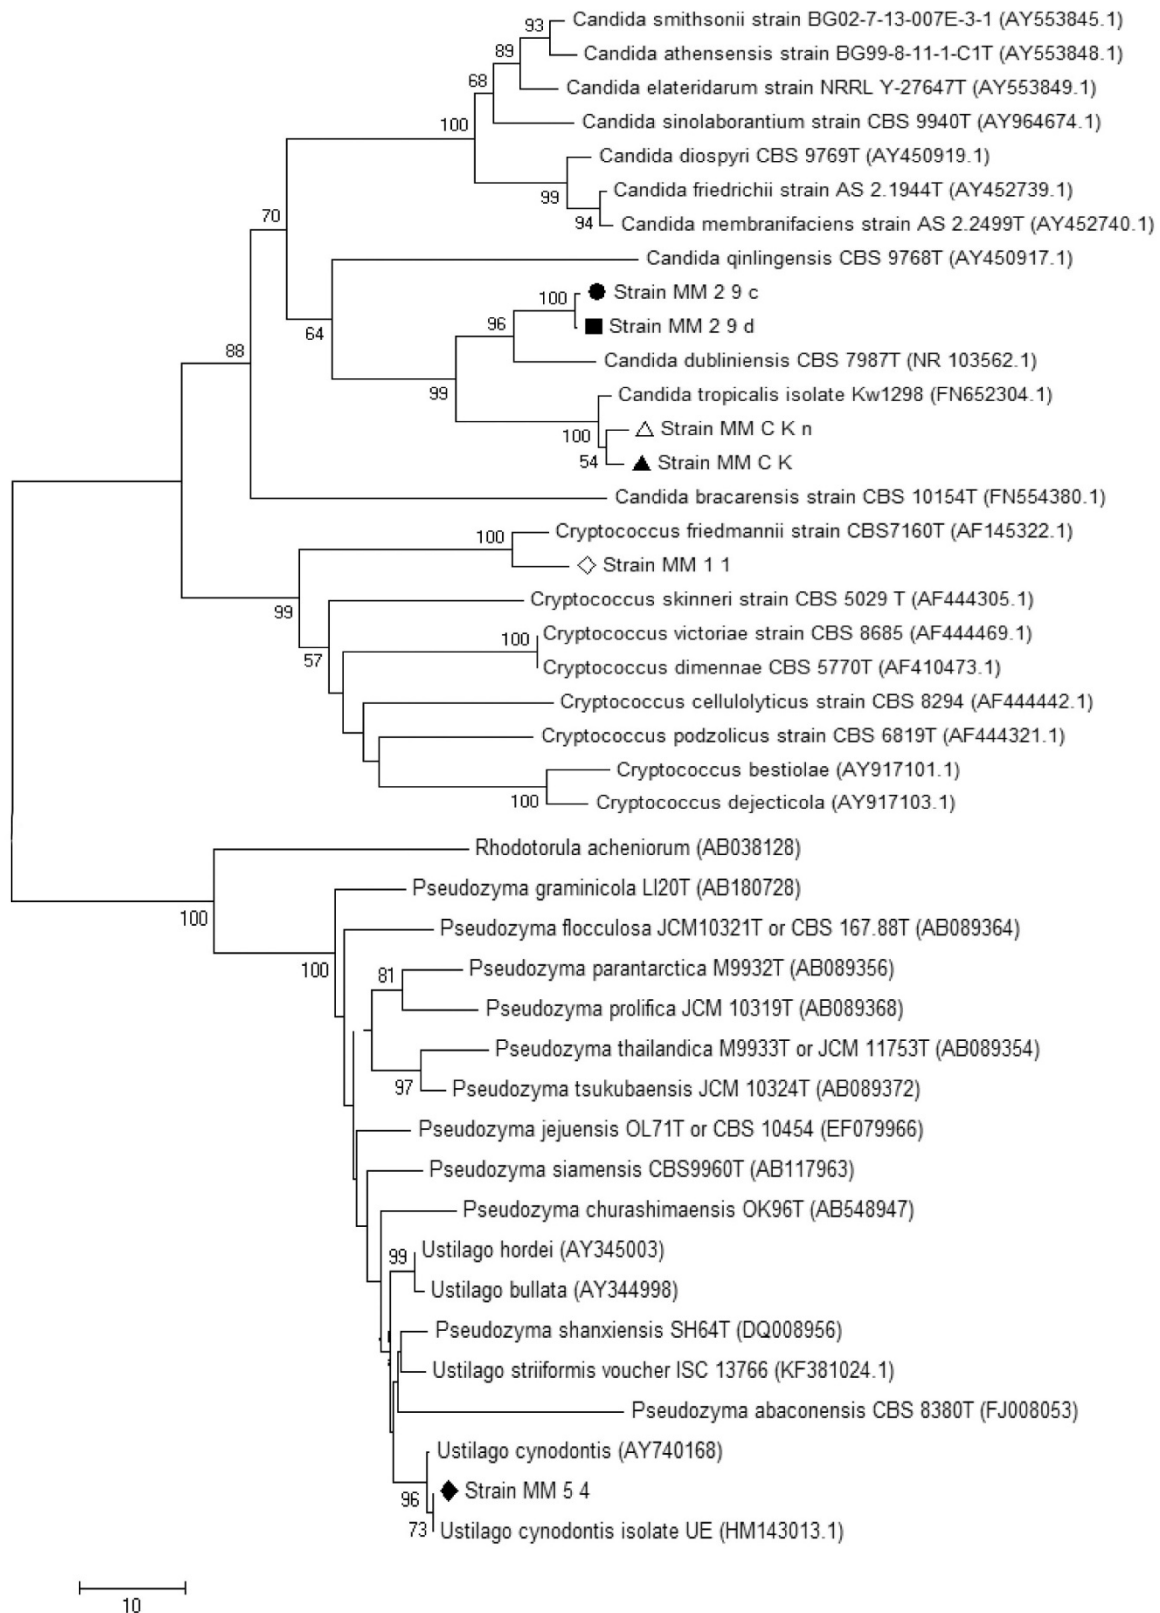 93
Candida smithsonii strain BG02-7-13-007E-3-1 (AY553845.1)
89
Candida athensensis strain BG99-8-11-1-C1T (AY553848.1)
68
Candida elateridarum strain NRRL Y-27647T (AY553849.1)
100
Candida sinolaborantium strain CBS 9940T (AY964674.1)
Candida diospyri CBS 9769T (AY450919.1)
99
Candida friedrichii strain AS 2.1944T (AY452739.1)
94
Candida membranifaciens strain AS 2.2499T (AY452740.1)
70
Candida qinlingensis CBS 9768T (AY450917.1)
100
Strain MM 2 9 c
96
Strain MM 2 9 d
64
Candida dubliniensis CBS 7987T (NR 103562.1)
88
99
Candida tropicalis isolate Kw1298 (FN652304.1)
100
Strain MM C K n
54
Strain MM C K
Candida bracarensis strain CBS 10154T (FN554380.1)
100
Cryptococcus friedmannii strain CBS7160T (AF145322.1)
Strain MM 1 1
99
Cryptococcus skinneri strain CBS 5029 T (AF444305.1)
100
Cryptococcus victoriae strain CBS 8685 (AF444469.1)
57
Cryptococcus dimennae CBS 5770T (AF410473.1)
Cryptococcus cellulolyticus strain CBS 8294 (AF444442.1)
Cryptococcus podzolicus strain CBS 6819T (AF444321.1)
Cryptococcus bestiolae (AY917101.1)
100
Cryptococcus dejecticola (AY917103.1)
Rhodotorula acheniorum (AB038128)
100
Pseudozyma graminicola LI20T (AB180728)
Pseudozyma flocculosa JCM10321T or CBS 167.88T (AB089364)
100
81
Pseudozyma parantarctica M9932T (AB089356)
Pseudozyma prolifica JCM 10319T (AB089368)
Pseudozyma thailandica M9933T or JCM 11753T (AB089354)
97
Pseudozyma tsukubaensis JCM 10324T (AB089372)
Pseudozyma jejuensis OL71T or CBS 10454 (EF079966)
Pseudozyma siamensis CBS9960T (AB117963)
Pseudozyma churashimaensis OK96T (AB548947)
99
Ustilago hordei (AY345003)
Ustilago bullata (AY344998)
Pseudozyma shanxiensis SH64T (DQ008956)
Ustilago striiformis voucher ISC 13766 (KF381024.1)
Pseudozyma abaconensis CBS 8380T (FJ008053)
Ustilago cynodontis (AY740168)
96
Strain MM 5 4
73
Ustilago cynodontis isolate UE (HM143013.1)
10